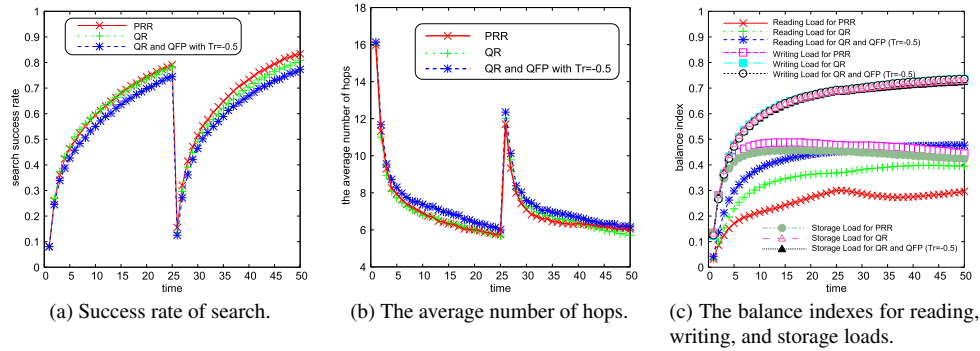 PRR
QR
QR and QFP with Tr=-0.5
search success rate
1
0.9
0.8
0.7
0.6
0.5
0.4
0.3
0.2
0.1
0
0 5 10 15 20 25 30 35 40 45 50
time
(a) Success rate of search.
PRR
QR
QR and QFP with Tr=-0.5
the average number of hops
18
16
14
12
10
8
6
4
0 5 10 15 20 25 30 35 40 45 50
time
(b) The average number of hops.
Reading Load for PRR
Reading Load for QR
Reading Load for QR and QFP (Tr=-0.5)
Writing Load for PRR
Writing Load for QR
Writing Load for QR and QFP (Tr=-0.5)
balance index
1
0.9
0.8
0.7
0.6
0.5
0.4
0.3
0.2
0.1
0
Storage Load for PRR
Storage Load for QR
Storage Load for QR and QFP (Tr=-0.5)
0 5 10 15 20 25 30 35 40 45 50
time
(c) The balance indexes for reading,
writing, and storage loads.